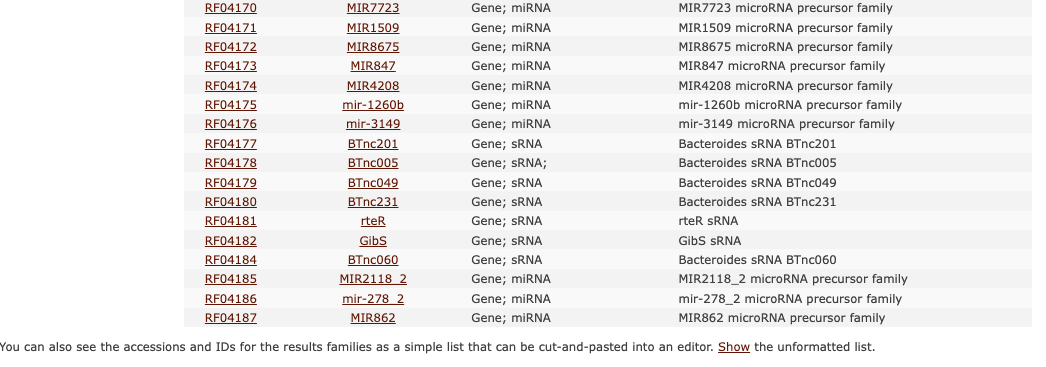 RF04170 MIR7723 Gene; miRNA MIR7723 microRNA precursor family
RF04171 MIR1509 Gene; miRNA MIR1509 microRNA precursor family
RF04172 MIR8675 Gene; miRNA MIR8675 microRNA precursor family
RF04173 MIR847 Gene; miRNA MIR847 microRNA precursor family
RF04174 MIR4208 Gene; miRNA MIR4208 microRNA precursor family
RF04175 mir-1260b Gene; miRNA mir-1260b microRNA precursor family
RF04176 mir-3149 Gene; miRNA mir-3149 microRNA precursor family
RF04177 BTnc201 Gene; sRNA Bacteroides sRNA BTnc201
RF04178 BTnc005 Gene; sRNA; Bacteroides sRNA BTnc005
RF04179 BTnc049 Gene; sRNA Bacteroides sRNA BTnc049
RF04180 BTnc231 Gene; sRNA Bacteroides sRNA BTnc231
RF04181 rteR Gene; sRNA rteR sRNA
RF04182 GibS Gene; sRNA GibS sRNA
RF04184 BTnc060 Gene; sRNA Bacteroides sRNA BTnc060
RF04185 MIR2118_2 Gene; miRNA MIR2118_2 microRNA precursor family
RF04186 mir-278_2 Gene; miRNA mir-278_2 microRNA precursor family
RF04187 MIR862 Gene; miRNA MIR862 microRNA precursor family
You can also see the accessions and IDs for the results families as a simple list that can be cut-and-pasted into an editor. Show the unformatted list.